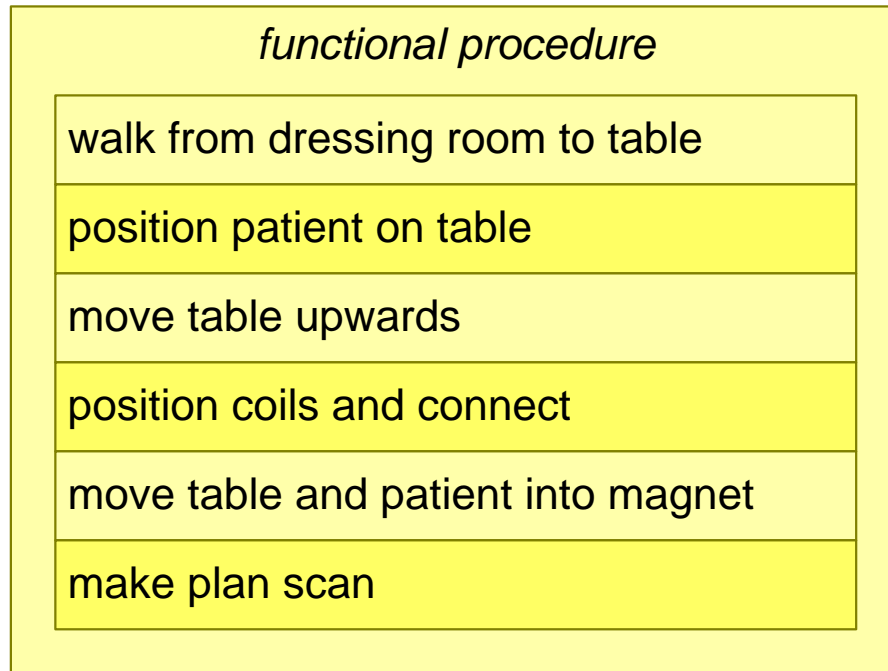 functional procedure
walk from dressing room to table
position patient on table
move table upwards
position coils and connect
move table and patient into magnet
make plan scan